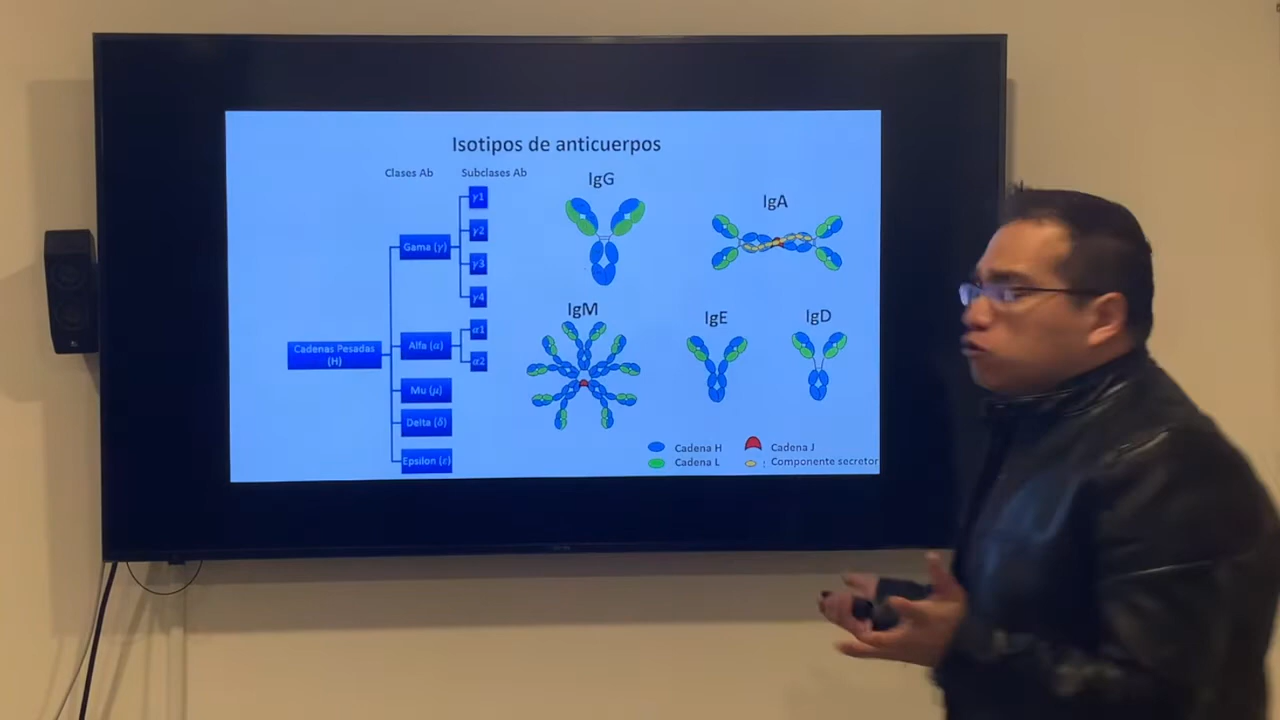 Isotipos de anticuerpos
Clases Ab
Subclases Ab
Cadenas Pesadas
(H)
Gama (γ)
γ1
γ2
γ3
γ4
Alfa (α)
α1
α2
Mu (μ)
Delta (δ)
Epsilon (ε)
IgG
IgA
IgM
IgE
IgD
Cadena H
Cadena L
Cadena J
: Componente secretor